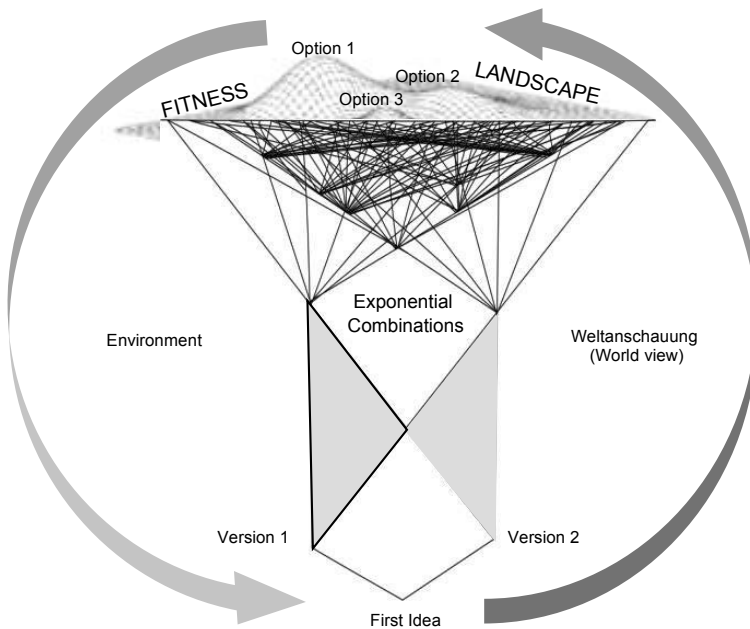 Option 1
Option 2
LANDSCAPE
FITNESS
Option 3
Exponential
Combinations
Environment
Weltanschauung
(World view)
Version 1
Version 2
First Idea